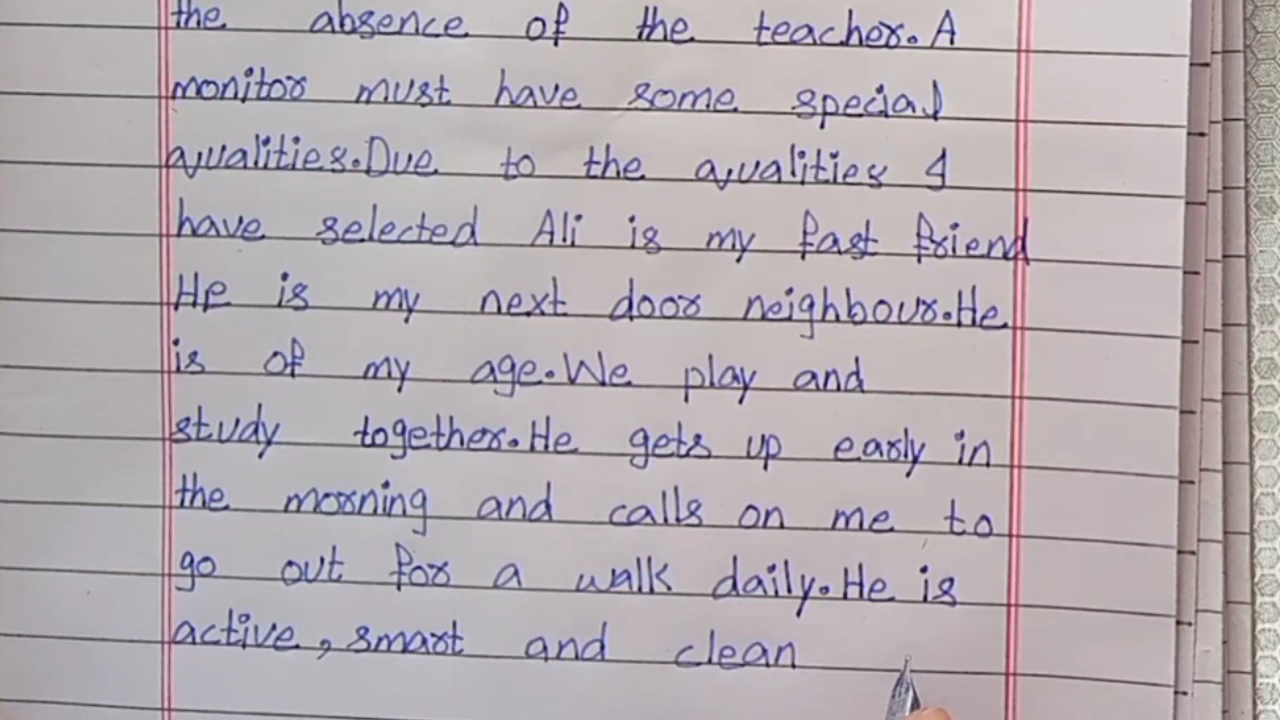 the absence of the teacher. A
monitor must have some special
qualities. Due to the qualities I
have selected Ali is my fast friend
He is my next door neighbour. He
is of my age. We play and
study together. He gets up early in
the morning and calls on me to
go out for a walk daily. He is
active, smart and clean